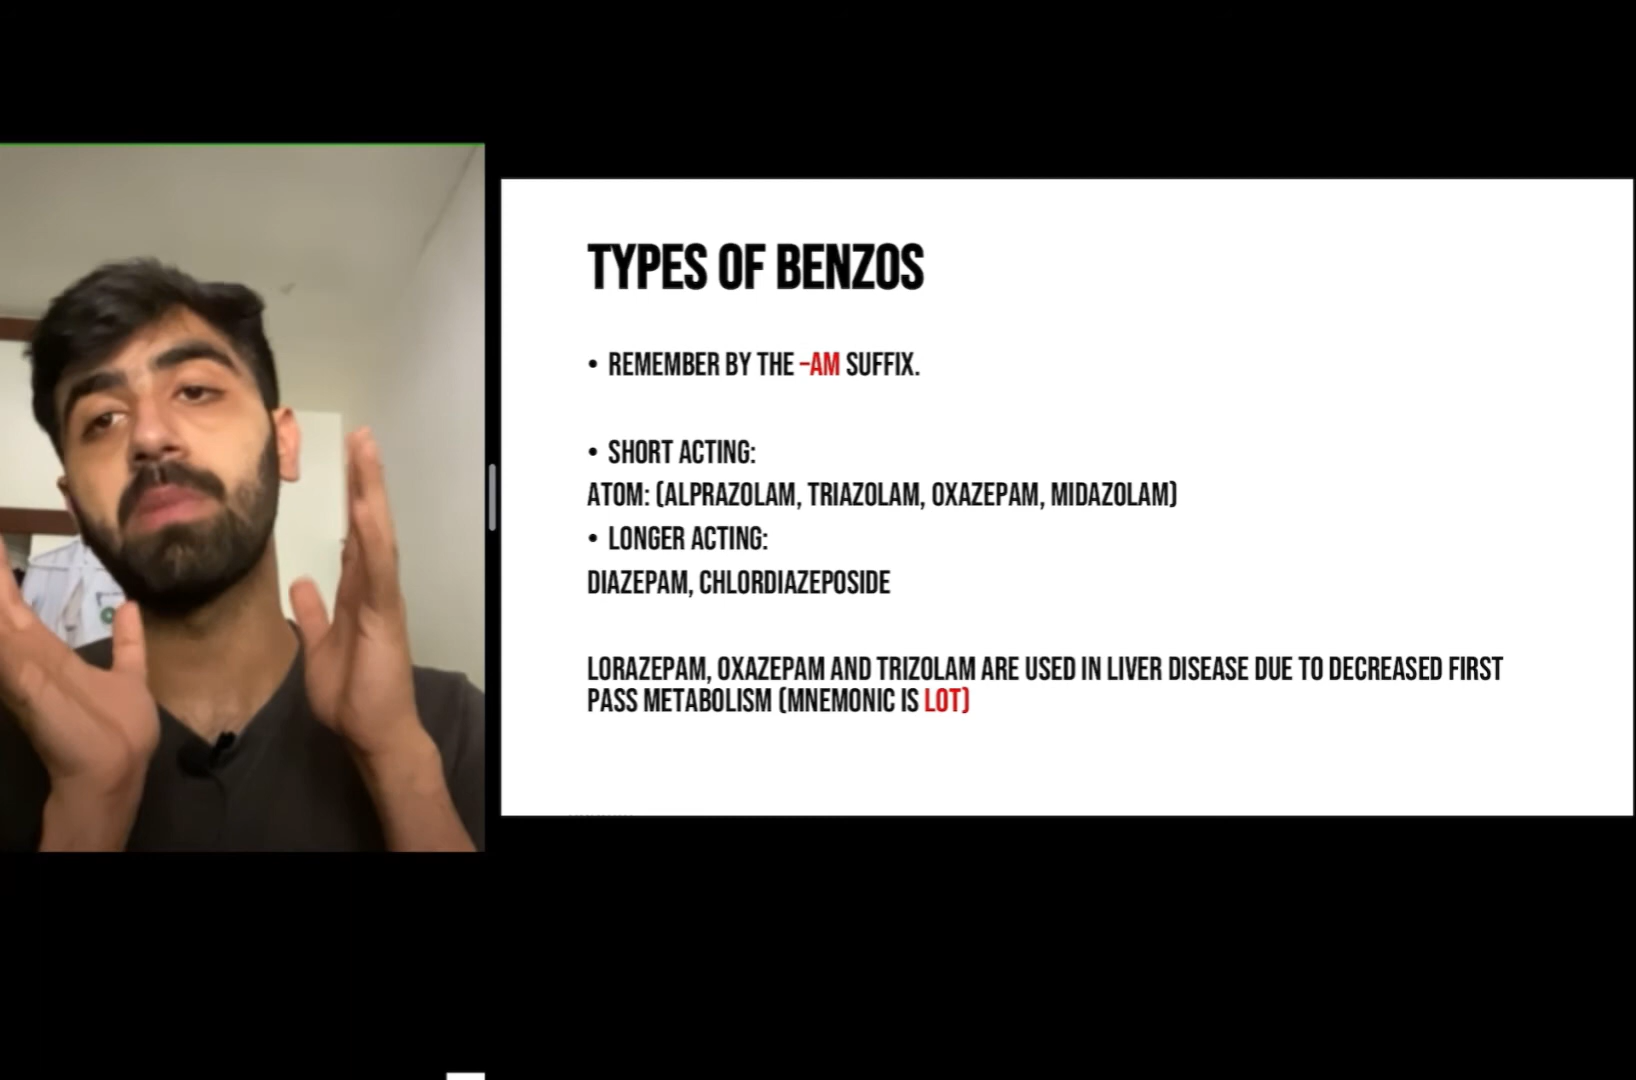 TYPES OF BENZOS
• REMEMBER BY THE –AM SUFFIX.
• SHORT ACTING:
ATOM: (ALPRAZOLAM, TRIAZOLAM, OXAZEPAM, MIDAZOLAM)
• LONGER ACTING:
DIAZEPAM, CHLORDIAZEPOSIDE
LORAZEPAM, OXAZEPAM AND TRIZOLAM ARE USED IN LIVER DISEASE DUE TO DECREASED FIRST
PASS METABOLISM (MNEMONIC IS LOT)